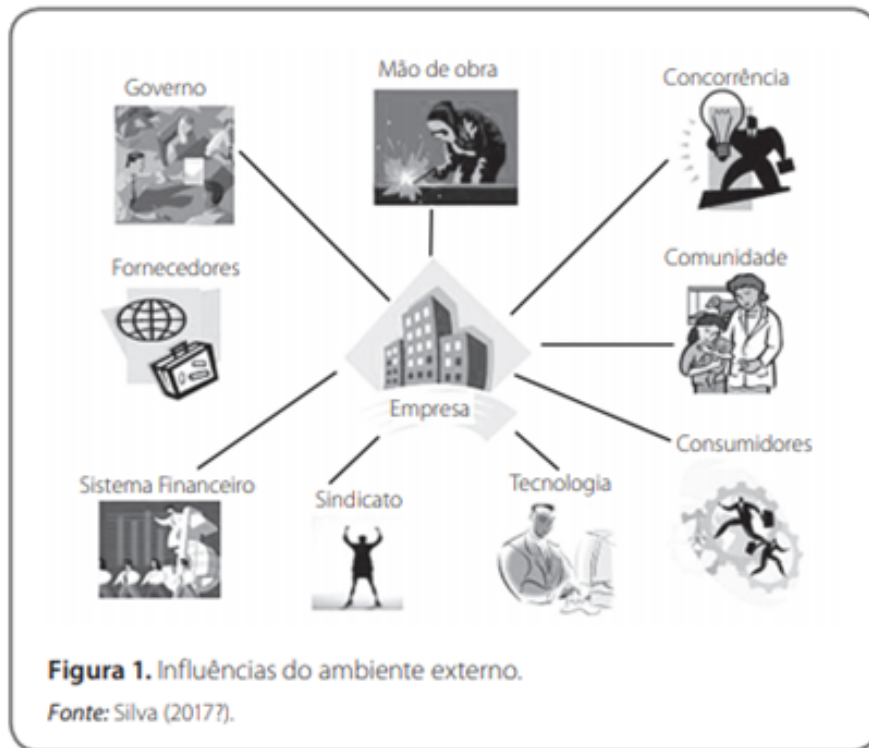 Governo
Mão de obra
Concorrência
Fornecedores
Comunidade
Empresa
Sistema Financeiro
Sindicato
Tecnologia
Consumidores
Figura 1. Influências do ambiente externo.
Fonte: Silva (2017?).